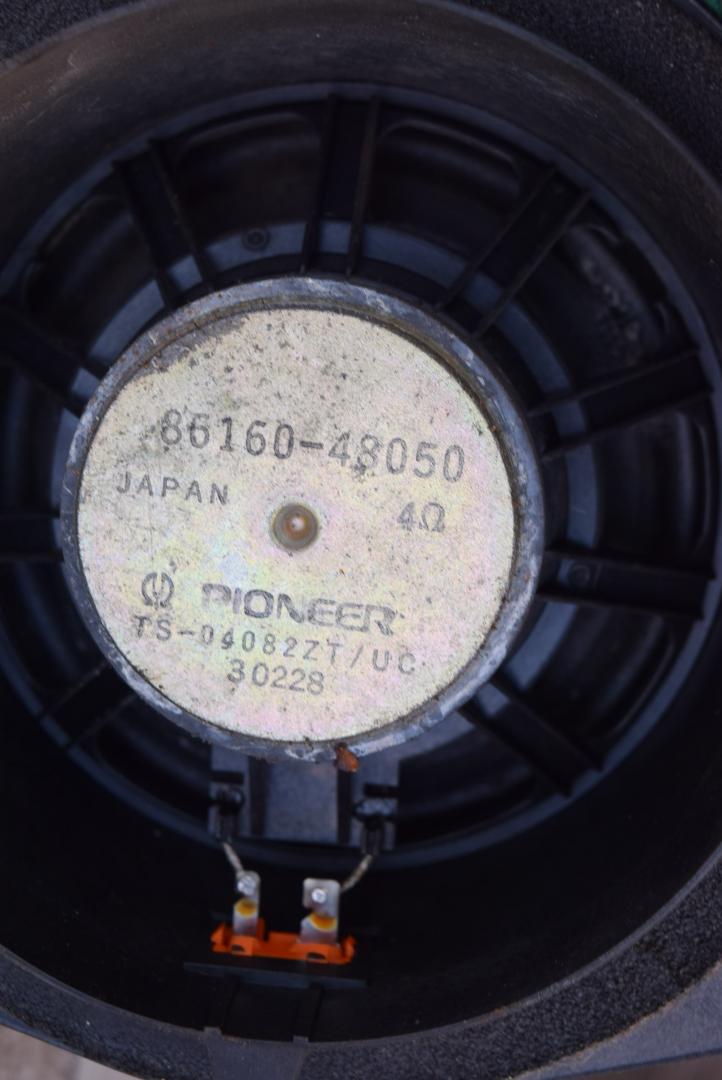 86160-48050
JAPAN
4Ω
PIONEER
TS-04082ZT/UC
30228